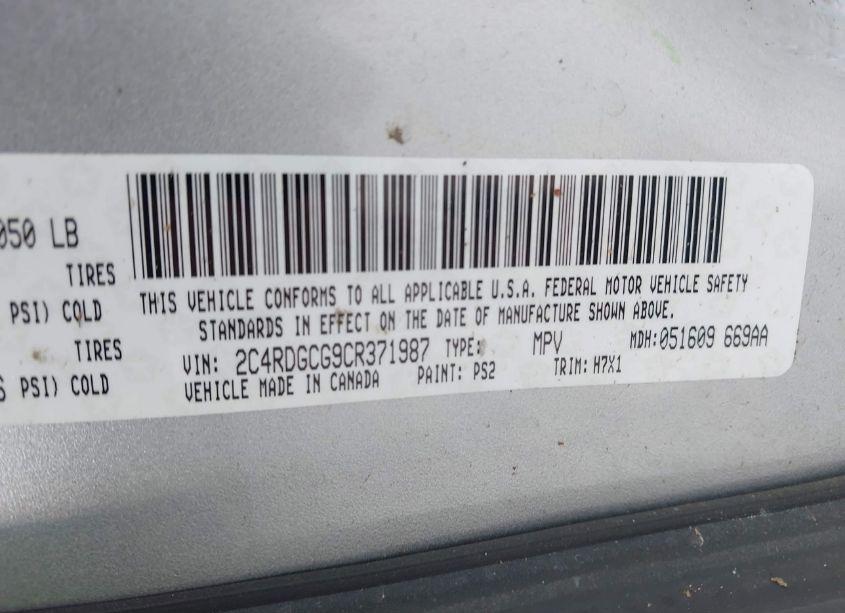 050 LB
TIRES
PSI) COLD
TIRES
PSI) COLD
THIS VEHICLE CONFORMS TO ALL APPLICABLE U.S.A. FEDERAL MOTOR VEHICLE SAFETY
STANDARDS IN EFFECT ON THE DATE OF MANUFACTURE SHOWN ABOVE.
VIN: 2C4RDGCG9CR371987 TYPE: MPV MDH:051609 669AA
VEHICLE MADE IN CANADA PAINT: PS2 TRIM: H7X1